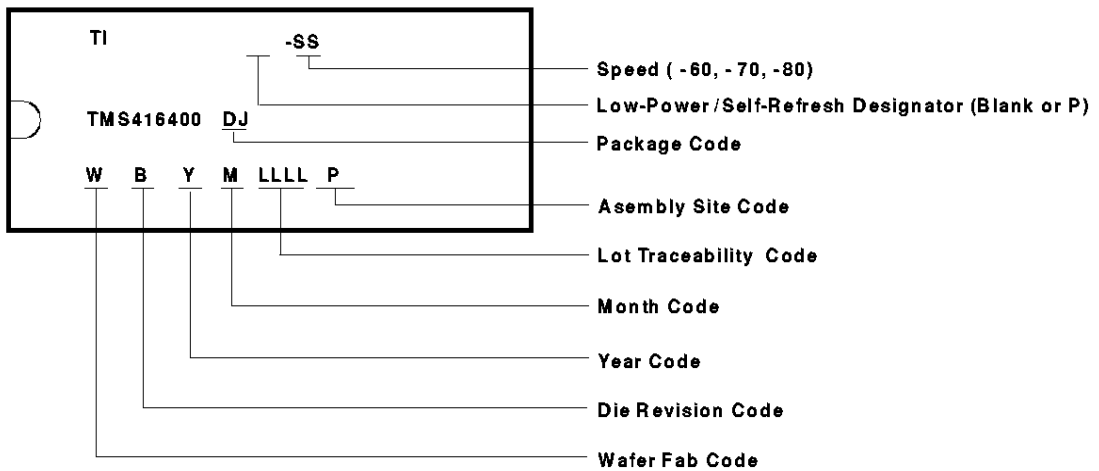 TI -SS
Speed ( -60, -70, -80)
Low-Power/Self-Refresh Designator (Blank or P)
TMS416400 DJ
Package Code
W B Y M LLLL P
Asembly Site Code
Lot Traceability Code
Month Code
Year Code
Die Revision Code
Wafer Fab Code